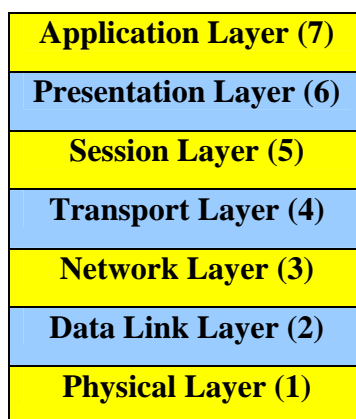 Application Layer (7)
Presentation Layer (6)
Session Layer (5)
Transport Layer (4)
Network Layer (3)
Data Link Layer (2)
Physical Layer (1)